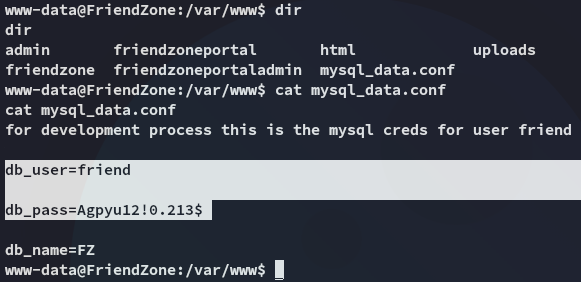 www-data@FriendZone:/var/www$ dir
dir
admin friendzoneportal html uploads
friendzone friendzoneportaladmin mysql_data.conf
www-data@FriendZone:/var/www$ cat mysql_data.conf
cat mysql_data.conf
for development process this is the mysql creds for user friend
db_user=friend
db_pass=Agpyu12!0.213$
db_name=FZ
www-data@FriendZone:/var/www$